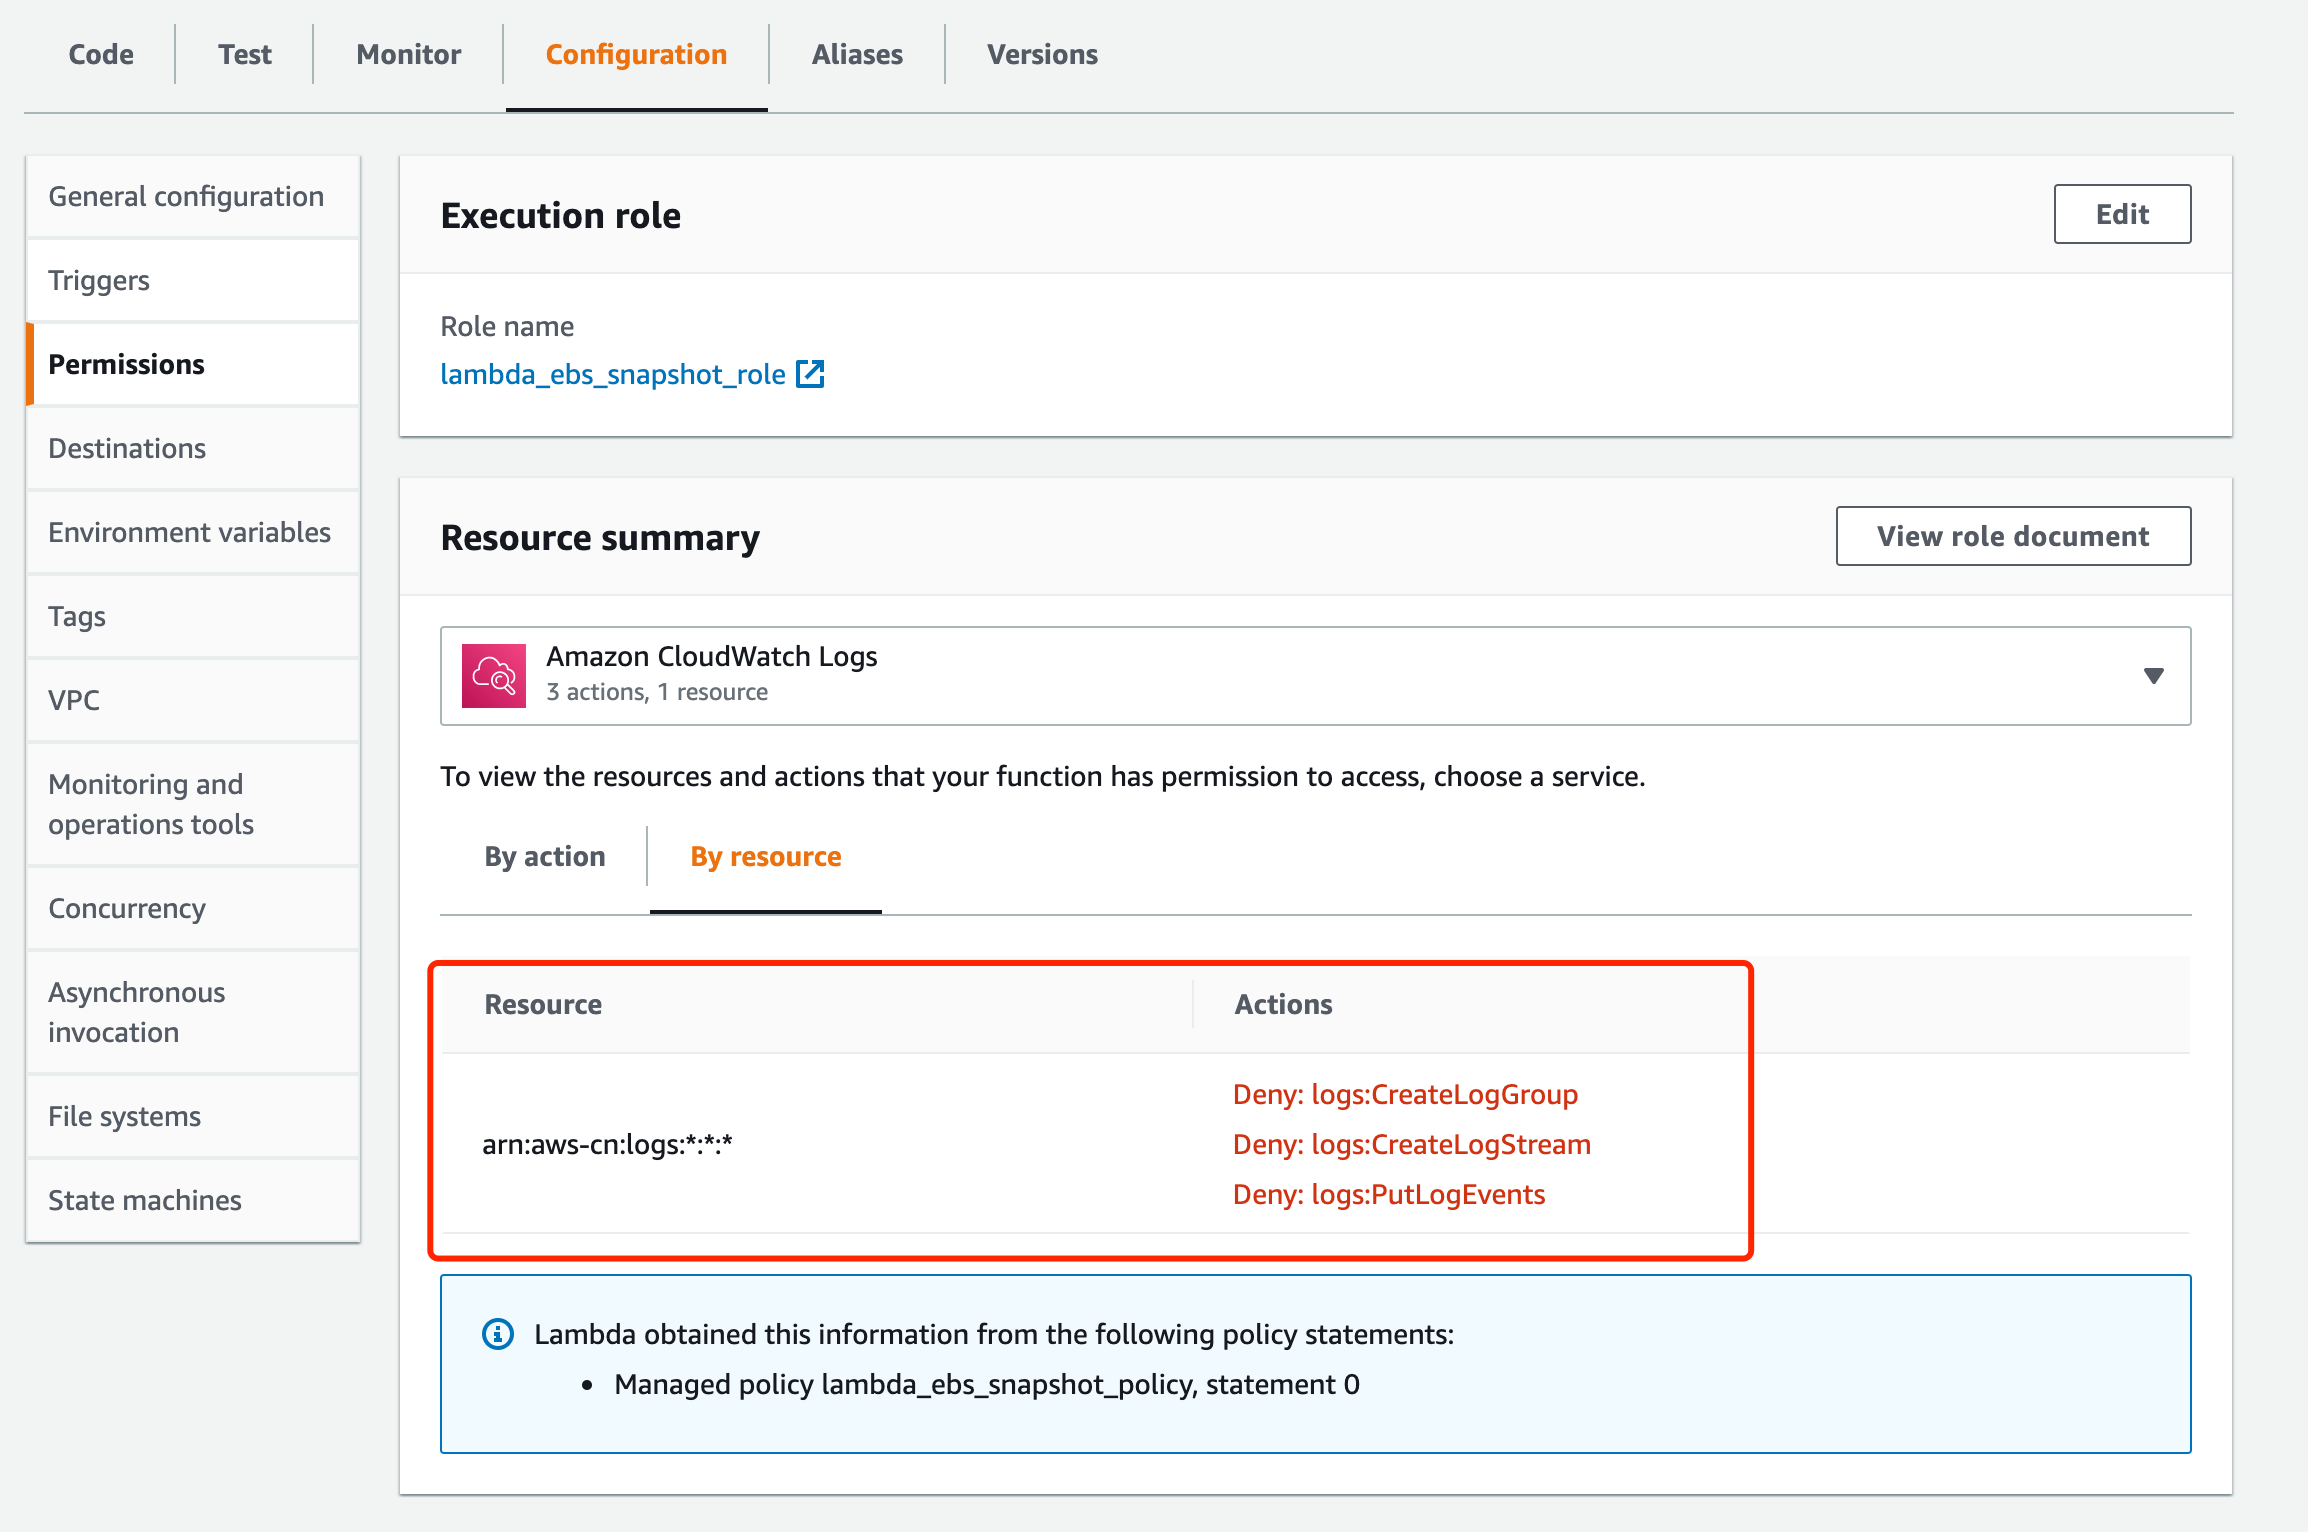 Code
Test
Monitor
Configuration
Aliases
Versions
General configuration
Triggers
Permissions
Destinations
Environment variables
Tags
VPC
Monitoring and
operations tools
Concurrency
Asynchronous
invocation
File systems
State machines
Execution role
Edit
Role name
lambda_ebs_snapshot_role
Resource summary
View role document
Amazon CloudWatch Logs
3 actions, 1 resource
To view the resources and actions that your function has permission to access, choose a service.
By action
By resource
Resource
Actions
arn:aws-cn:logs:*:*:*
Deny: logs:CreateLogGroup
Deny: logs:CreateLogStream
Deny: logs:PutLogEvents
Lambda obtained this information from the following policy statements:
• Managed policy lambda_ebs_snapshot_policy, statement 0